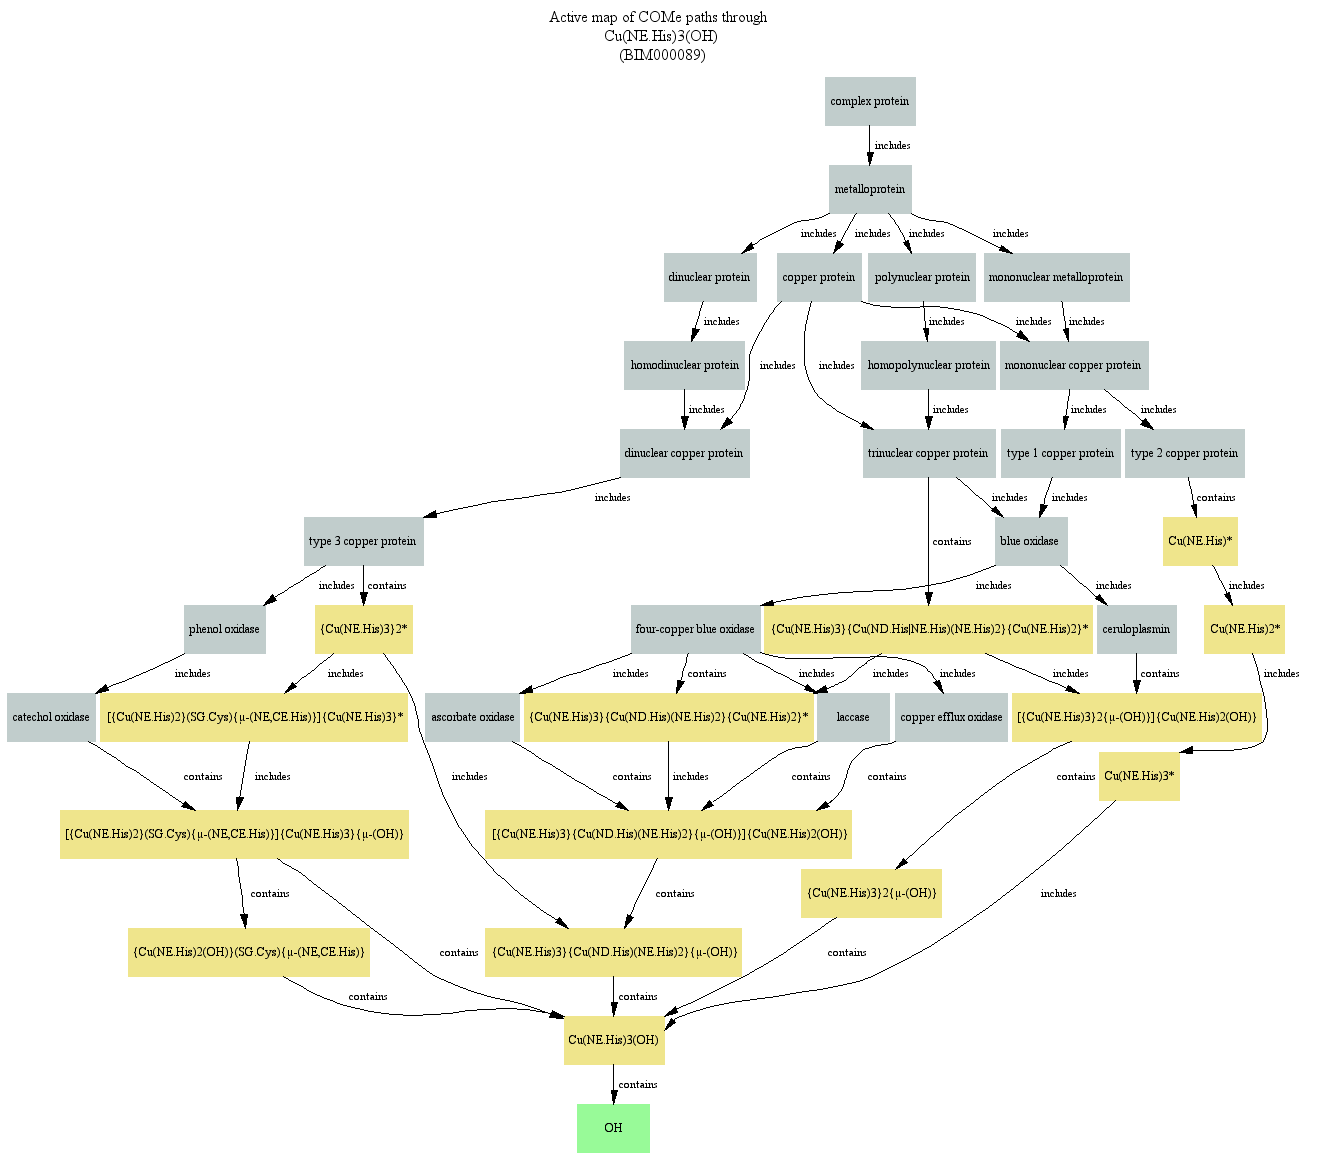 Active map of COMe paths through
Cu(NE.His)3(OH)
(BIM000089)
complex protein
includes
metalloprotein
includes
includes
includes
includes
dinuclear protein
copper protein
polynuclear protein
mononuclear metalloprotein
includes
includes
includes
includes
homodinuclear protein
includes
includes
homopolynuclear protein
mononuclear copper protein
includes
includes
includes
includes
dinuclear copper protein
trinuclear copper protein
type 1 copper protein
type 2 copper protein
includes
includes
includes
contains
type 3 copper protein
contains
blue oxidase
Cu(NE.His)*
includes
contains
includes
includes
includes
phenol oxidase
{Cu(NE.His)3}2*
four-copper blue oxidase
{Cu(NE.His)3}{Cu(ND.His|NE.His)(NE.His)2}{Cu(NE.His)2}*
ceruloplasmin
Cu(NE.His)2*
includes
includes
includes
contains
includes
includes
includes
includes
contains
includes
catechol oxidase
[{Cu(NE.His)2}(SG.Cys){μ-(NE,CE.His)}]{Cu(NE.His)3}*
ascorbate oxidase
{Cu(NE.His)3}{Cu(ND.His)(NE.His)2}{Cu(NE.His)2}*
laccase
copper efflux oxidase
[{Cu(NE.His)3}2{μ-(OH)}]{Cu(NE.His)2(OH)}
contains
includes
includes
contains
includes
contains
contains
contains
Cu(NE.His)3*
[{Cu(NE.His)2}(SG.Cys){μ-(NE,CE.His)}]{Cu(NE.His)3}{μ-(OH)}
[{Cu(NE.His)3}{Cu(ND.His)(NE.His)2}{μ-(OH)}]{Cu(NE.His)2(OH)}
contains
contains
{Cu(NE.His)3}2{μ-(OH)}
includes
{Cu(NE.His)2(OH)}(SG.Cys){μ-(NE,CE.His)}
contains
{Cu(NE.His)3}{Cu(ND.His)(NE.His)2}{μ-(OH)}
contains
contains
contains
Cu(NE.His)3(OH)
contains
OH